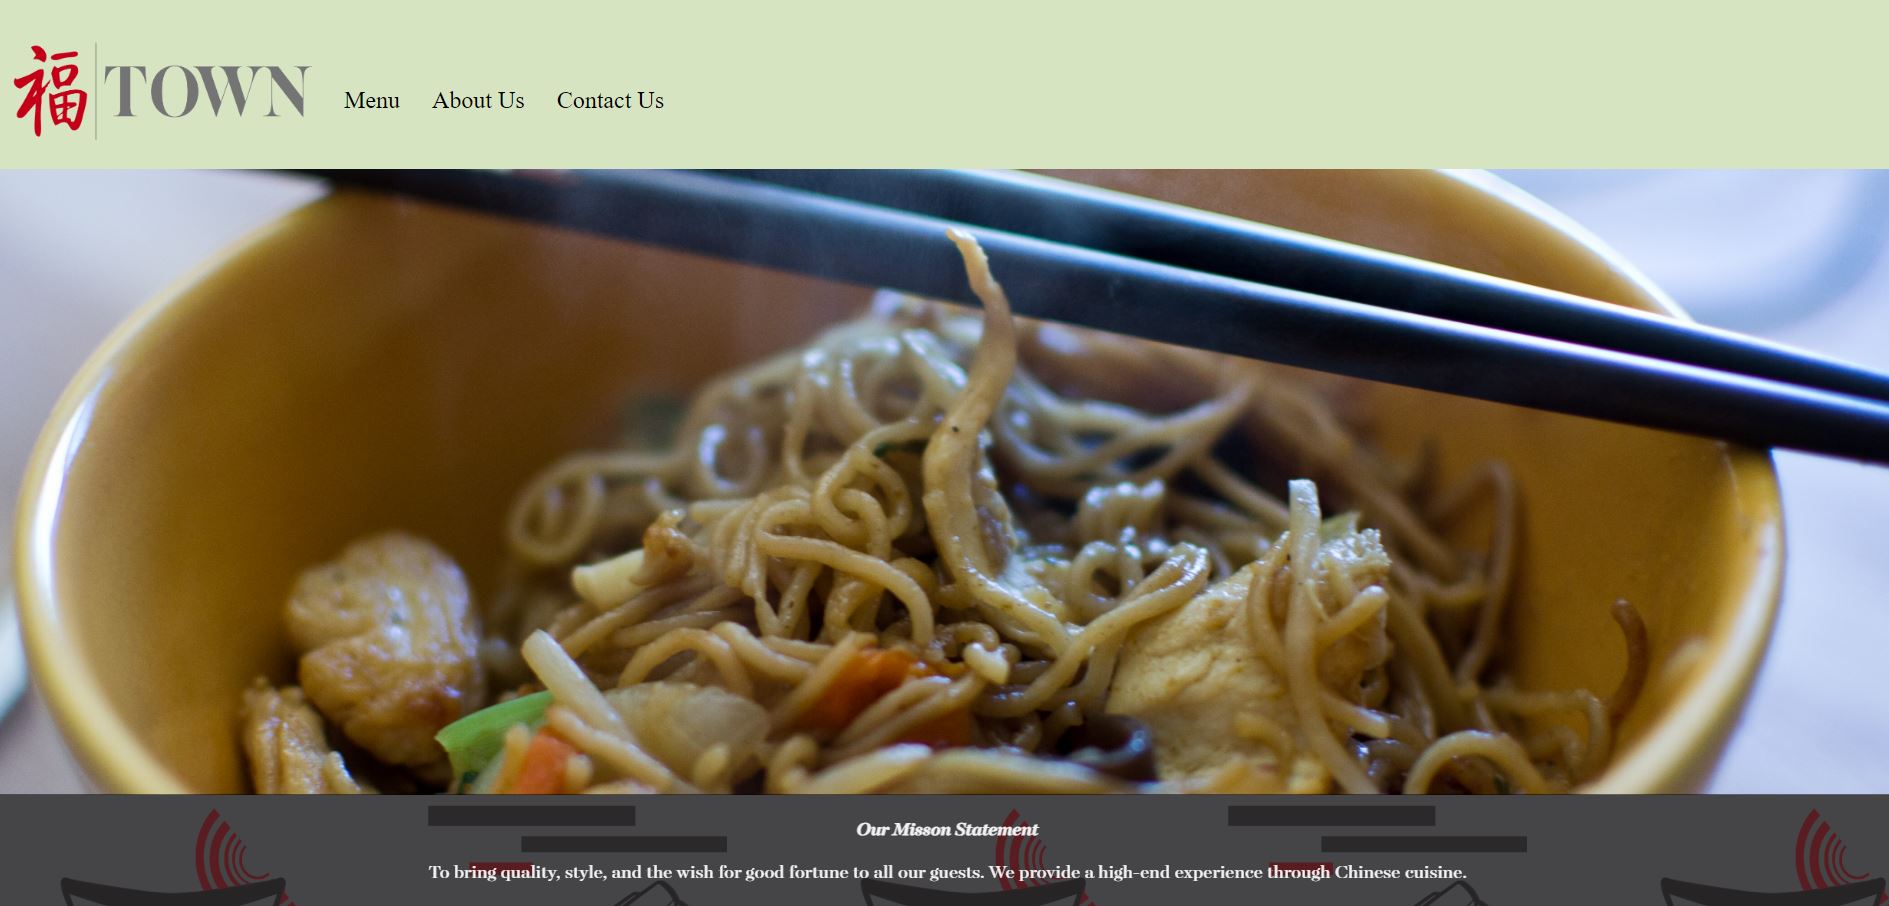 福 TOWN
Menu About Us Contact Us
Our Misson Statement
To bring quality, style, and the wish for good fortune to all our guests. We provide a high-end experience through Chinese cuisine.